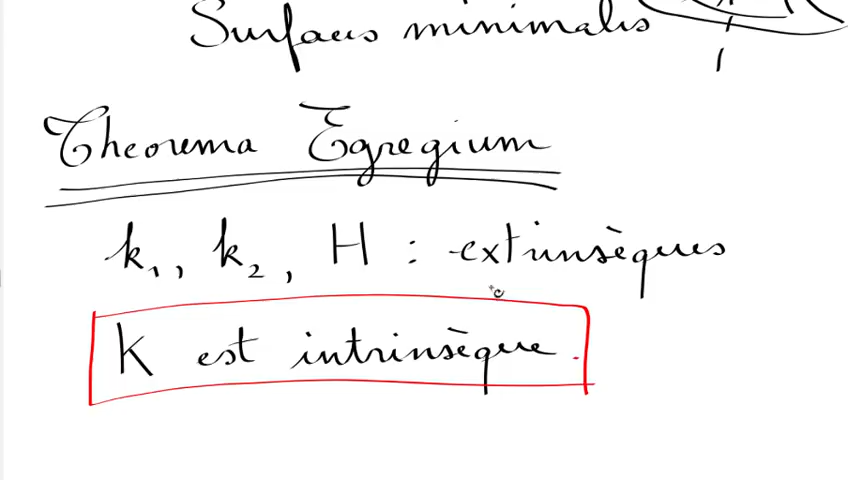 Surfaces minimales
Theorema Egregium
k₁, k₂, H : extrinsèques
K est intrinsèque.